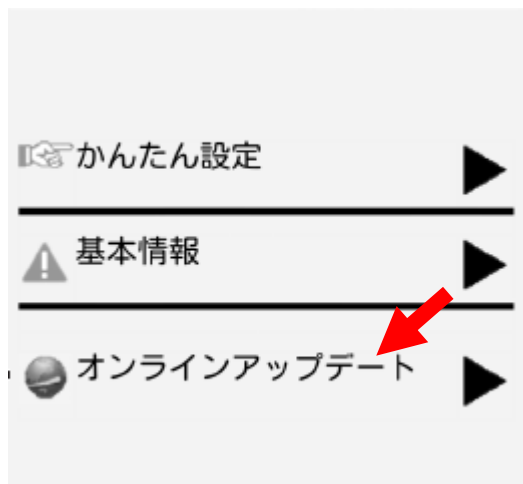 かんたん設定
基本情報
オンラインアップデート